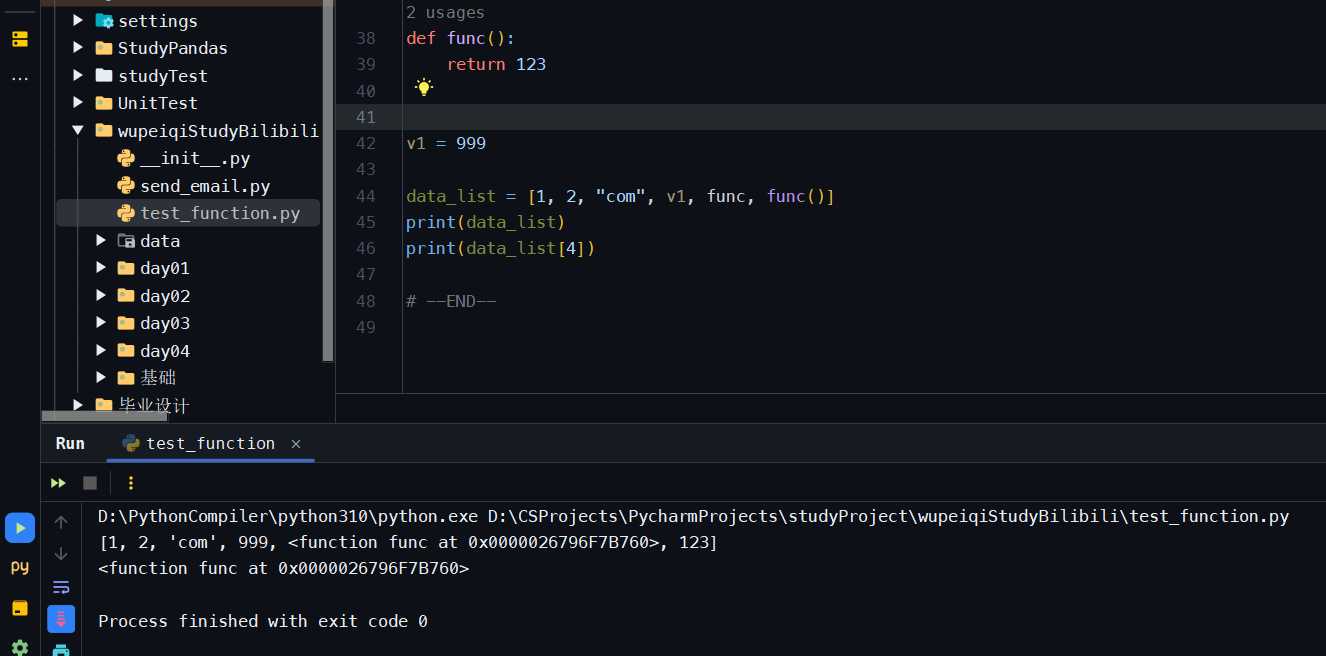 settings
StudyPandas
studyTest
UnitTest
wupeiqiStudyBilibili
__init__.py
send_email.py
test_function.py
data
day01
day02
day03
day04
基础
毕业设计
2 usages
38 def func():
39 return 123
40
41
42 v1 = 999
43
44 data_list = [1, 2, "com", v1, func, func()]
45 print(data_list)
46 print(data_list[4])
47
48 # --END--
49
Run test_function ×
D:\PythonCompiler\python310\python.exe D:\CSProjects\PycharmProjects\studyProject\wupeiqiStudyBilibili\test_function.py
[1, 2, 'com', 999, <function func at 0x0000026796F7B760>, 123]
<function func at 0x0000026796F7B760>
py
Process finished with exit code 0